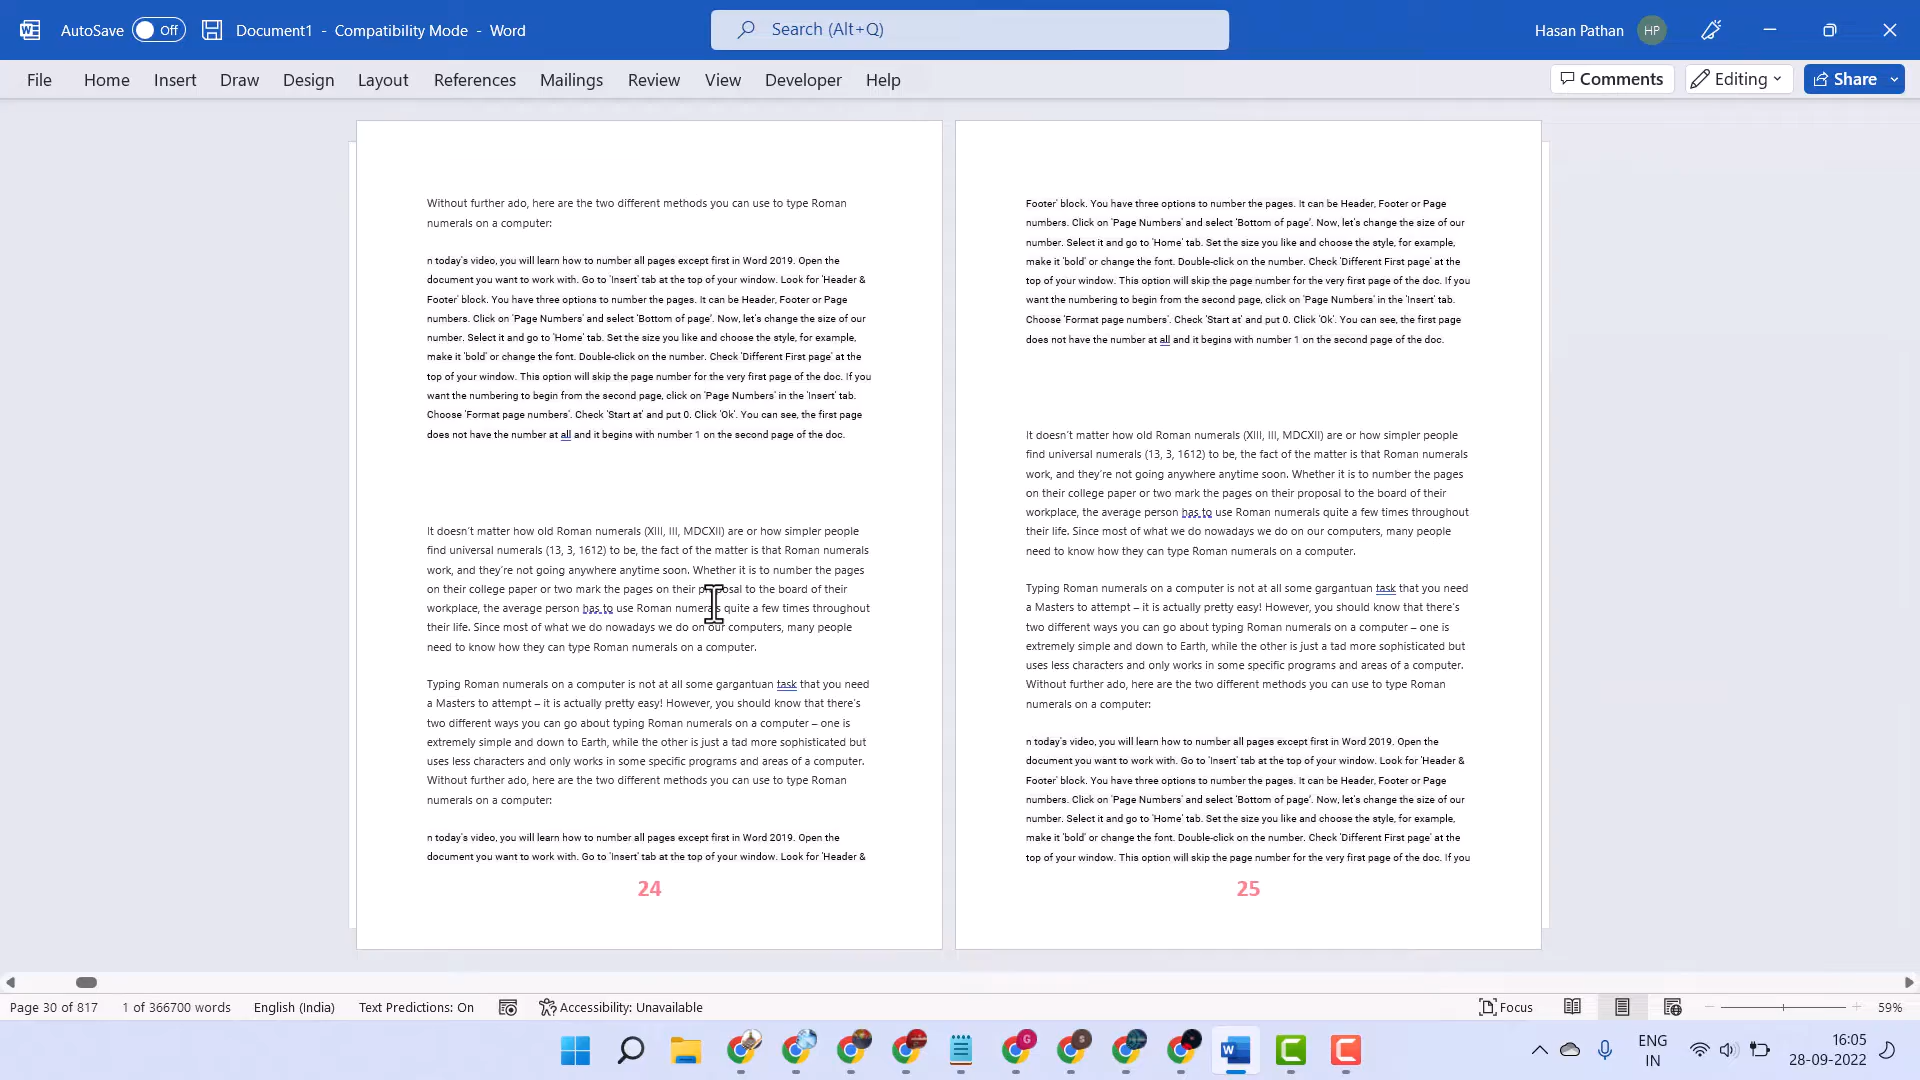 AutoSave Off Document1 - Compatibility Mode - Word Search (Alt+Q) Hasan Pathan HP
File Home Insert Draw Design Layout References Mailings Review View Developer Help Comments Editing Share
Without further ado, here are the two different methods you can use to type Roman
numerals on a computer:
n today's video, you will learn how to number all pages except first in Word 2019. Open the
document you want to work with. Go to 'Insert' tab at the top of your window. Look for 'Header &
Footer' block. You have three options to number the pages. It can be Header, Footer or Page
numbers. Click on 'Page Numbers' and select 'Bottom of page'. Now, let's change the size of our
number. Select it and go to 'Home' tab. Set the size you like and choose the style, for example,
make it 'bold' or change the font. Double-click on the number. Check 'Different First page' at the
top of your window. This option will skip the page number for the very first page of the doc. If you
want the numbering to begin from the second page, click on 'Page Numbers' in the 'Insert' tab.
Choose 'Format page numbers'. Check 'Start at' and put 0. Click 'Ok'. You can see, the first page
does not have the number at all and it begins with number 1 on the second page of the doc.
It doesn't matter how old Roman numerals (XIII, III, MDCXII) are or how simpler people
find universal numerals (13, 3, 1612) to be, the fact of the matter is that Roman numerals
work, and they're not going anywhere anytime soon. Whether it is to number the pages
on their college paper or two mark the pages on their proposal to the board of their
workplace, the average person has to use Roman numerals quite a few times throughout
their life. Since most of what we do nowadays we do on our computers, many people
need to know how they can type Roman numerals on a computer.
Typing Roman numerals on a computer is not at all some gargantuan task that you need
a Masters to attempt – it is actually pretty easy! However, you should know that there's
two different ways you can go about typing Roman numerals on a computer – one is
extremely simple and down to Earth, while the other is just a tad more sophisticated but
uses less characters and only works in some specific programs and areas of a computer.
Without further ado, here are the two different methods you can use to type Roman
numerals on a computer:
n today's video, you will learn how to number all pages except first in Word 2019. Open the
document you want to work with. Go to 'Insert' tab at the top of your window. Look for 'Header &
24
Footer' block. You have three options to number the pages. It can be Header, Footer or Page
numbers. Click on 'Page Numbers' and select 'Bottom of page'. Now, let's change the size of our
number. Select it and go to 'Home' tab. Set the size you like and choose the style, for example,
make it 'bold' or change the font. Double-click on the number. Check 'Different First page' at the
top of your window. This option will skip the page number for the very first page of the doc. If you
want the numbering to begin from the second page, click on 'Page Numbers' in the 'Insert' tab.
Choose 'Format page numbers'. Check 'Start at' and put 0. Click 'Ok'. You can see, the first page
does not have the number at all and it begins with number 1 on the second page of the doc.
It doesn't matter how old Roman numerals (XIII, III, MDCXII) are or how simpler people
find universal numerals (13, 3, 1612) to be, the fact of the matter is that Roman numerals
work, and they're not going anywhere anytime soon. Whether it is to number the pages
on their college paper or two mark the pages on their proposal to the board of their
workplace, the average person has to use Roman numerals quite a few times throughout
their life. Since most of what we do nowadays we do on our computers, many people
need to know how they can type Roman numerals on a computer.
Typing Roman numerals on a computer is not at all some gargantuan task that you need
a Masters to attempt – it is actually pretty easy! However, you should know that there's
two different ways you can go about typing Roman numerals on a computer – one is
extremely simple and down to Earth, while the other is just a tad more sophisticated but
uses less characters and only works in some specific programs and areas of a computer.
Without further ado, here are the two different methods you can use to type Roman
numerals on a computer:
n today's video, you will learn how to number all pages except first in Word 2019. Open the
document you want to work with. Go to 'Insert' tab at the top of your window. Look for 'Header &
Footer' block. You have three options to number the pages. It can be Header, Footer or Page
numbers. Click on 'Page Numbers' and select 'Bottom of page'. Now, let's change the size of our
number. Select it and go to 'Home' tab. Set the size you like and choose the style, for example,
make it 'bold' or change the font. Double-click on the number. Check 'Different First page' at the
top of your window. This option will skip the page number for the very first page of the doc. If you
25
Page 30 of 817 1 of 366700 words English (India) Text Predictions: On Accessibility: Unavailable Focus 59%
ENG 16:05
IN 28-09-2022